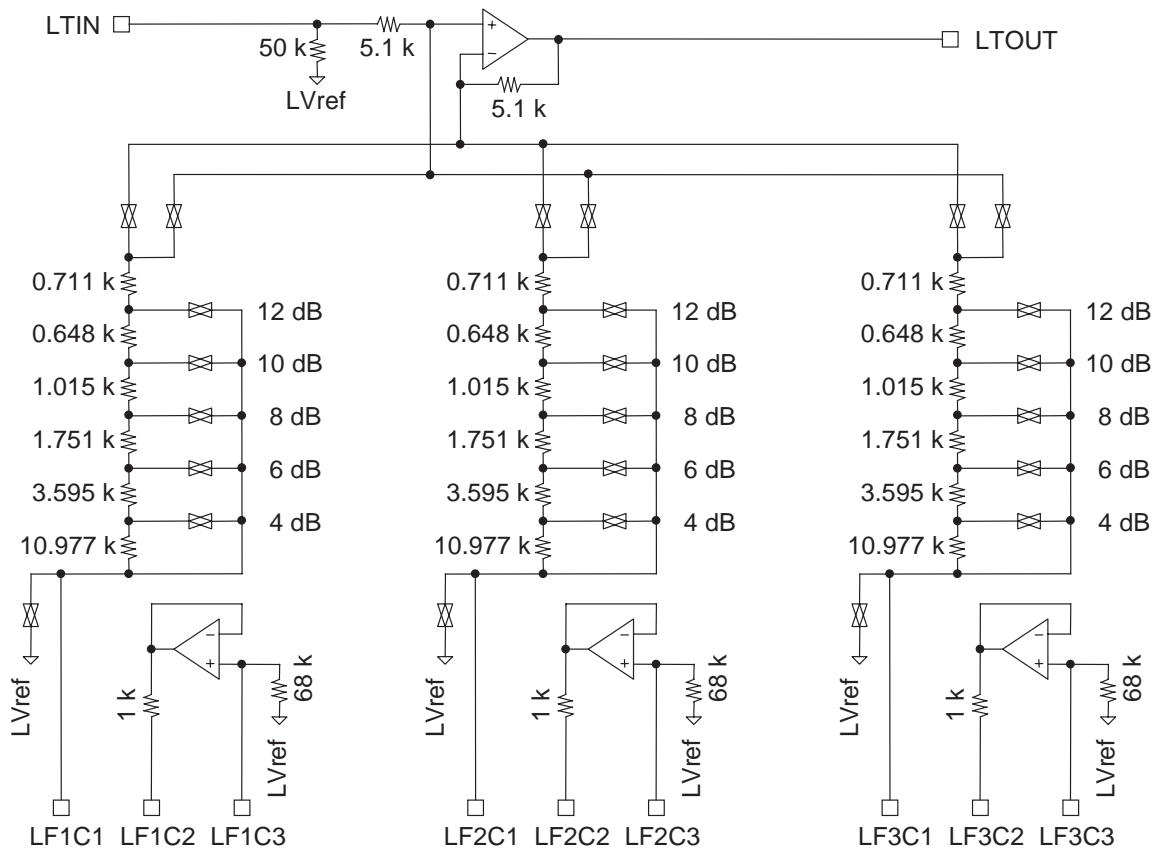 LTIN
50 k
5.1 k
LVref
+
−
5.1 k
LTOUT
0.711 k
0.648 k
1.015 k
1.751 k
3.595 k
10.977 k
12 dB
10 dB
8 dB
6 dB
4 dB
LVref
1 k
−
+
68 k
LVref
LF1C1
LF1C2
LF1C3
0.711 k
0.648 k
1.015 k
1.751 k
3.595 k
10.977 k
12 dB
10 dB
8 dB
6 dB
4 dB
LVref
1 k
−
+
68 k
LVref
LF2C1
LF2C2
LF2C3
0.711 k
0.648 k
1.015 k
1.751 k
3.595 k
10.977 k
12 dB
10 dB
8 dB
6 dB
4 dB
LVref
1 k
−
+
68 k
LVref
LF3C1
LF3C2
LF3C3